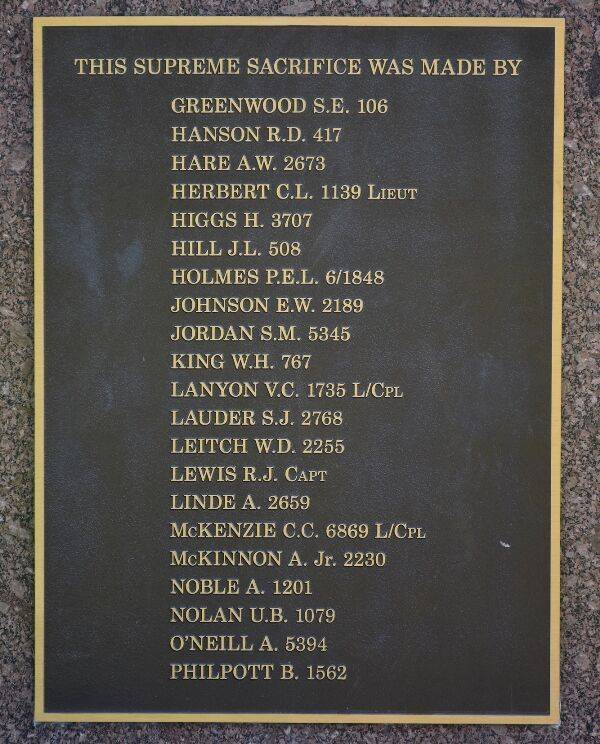 THIS SUPREME SACRIFICE WAS MADE BY
GREENWOOD S.E. 106
HANSON R.D. 417
HARE A.W. 2673
HERBERT C.L. 1139 LIEUT
HIGGS H. 3707
HILL J.L. 508
HOLMES P.E.L. 6/1848
JOHNSON E.W. 2189
JORDAN S.M. 5345
KING W.H. 767
LANYON V.C. 1735 L/CPL
LAUDER S.J. 2768
LEITCH W.D. 2255
LEWIS R.J. CAPT
LINDE A. 2659
McKENZIE C.C. 6869 L/CPL
McKINNON A. Jr. 2230
NOBLE A. 1201
NOLAN U.B. 1079
O'NEILL A. 5394
PHILPOTT B. 1562